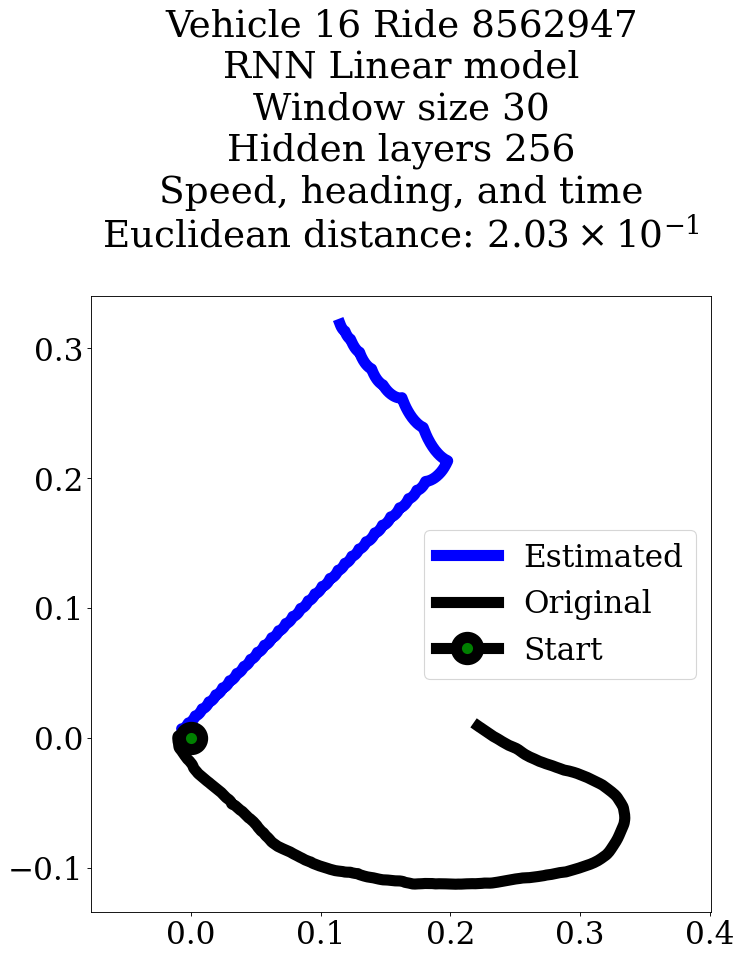 Vehicle 16 Ride 8562947
RNN Linear model
Window size 30
Hidden layers 256
Speed, heading, and time
Euclidean distance: 2.03 × 10⁻¹
0.3
0.2
0.1
0.0
−0.1
Estimated
Original
Start
0.0 0.1 0.2 0.3 0.4